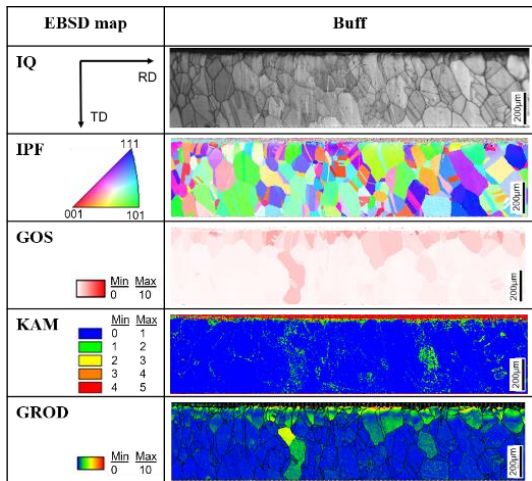 EBSD map
Buff
IQ
RD
TD
200μm
IPF
111
001
101
200μm
GOS
Min Max
0 10
200μm
KAM
Min Max
0 1
1 2
2 3
3 4
4 5
200μm
GROD
Min Max
0 10
200μm